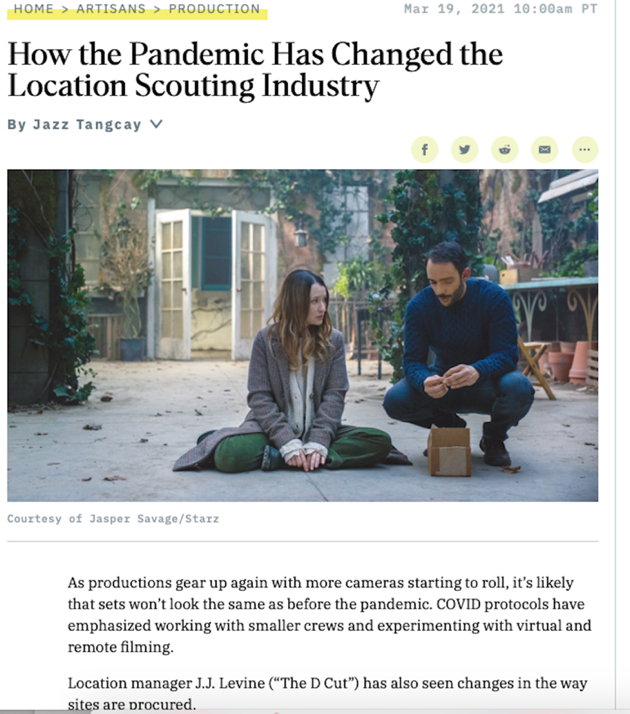 HOME > ARTISANS > PRODUCTION
Mar 19, 2021 10:00am PT
How the Pandemic Has Changed the
Location Scouting Industry
By Jazz Tangcay
Courtesy of Jasper Savage/Starz
As productions gear up again with more cameras starting to roll, it’s likely
that sets won’t look the same as before the pandemic. COVID protocols have
emphasized working with smaller crews and experimenting with virtual and
remote filming.
Location manager J.J. Levine (“The D Cut”) has also seen changes in the way
sites are procured.